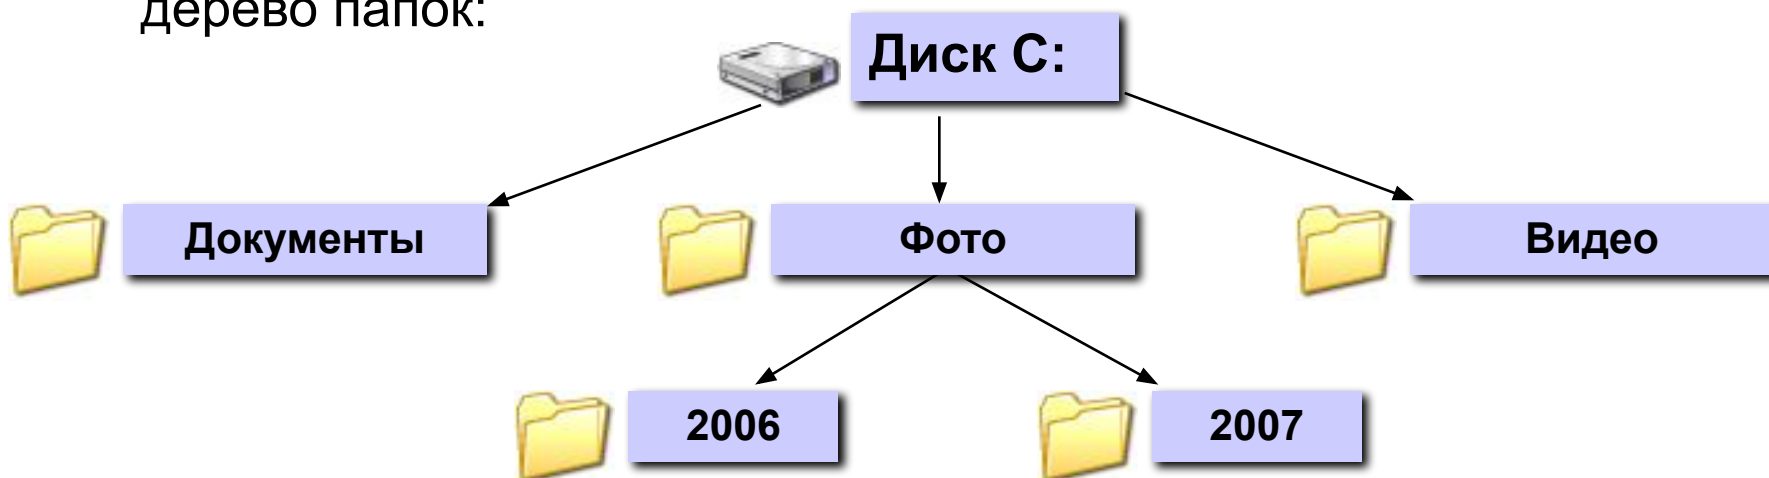 дерево папок:
Диск C:
Документы
Фото
Видео
2006
2007